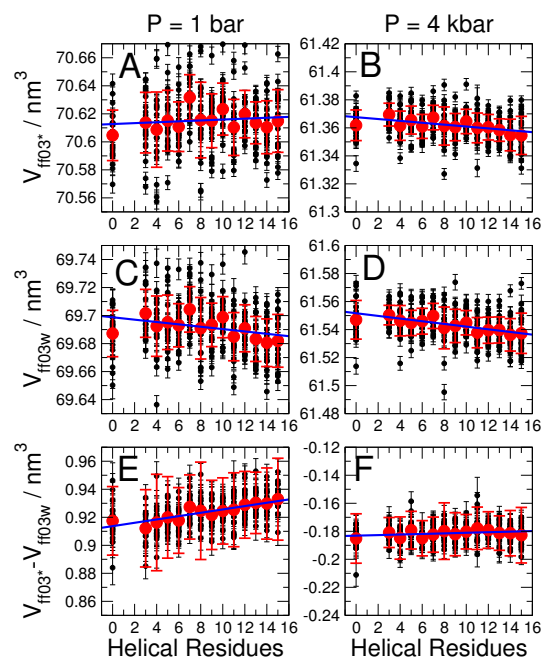 P = 1 bar
P = 4 kbar
A
V ff03* / nm³
70.66
70.64
70.62
70.6
70.58
70.56
0 2 4 6 8 10 12 14 16
B
61.42
61.4
61.38
61.36
61.34
61.32
61.3
0 2 4 6 8 10 12 14 16
C
V ff03w / nm³
69.74
69.72
69.7
69.68
69.66
69.64
0 2 4 6 8 10 12 14 16
D
61.6
61.58
61.56
61.54
61.52
61.5
61.48
0 2 4 6 8 10 12 14 16
E
V ff03*-V ff03w / nm³
0.96
0.94
0.92
0.9
0.88
0.86
0 2 4 6 8 10 12 14 16
Helical Residues
F
-0.12
-0.14
-0.16
-0.18
-0.2
-0.22
-0.24
0 2 4 6 8 10 12 14 16
Helical Residues